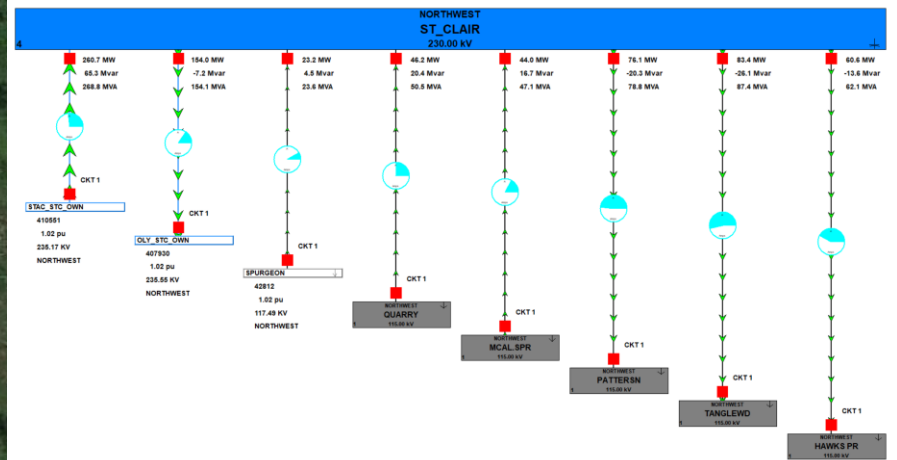 NORTHWEST
ST_CLAIR
4
230.00 kV
260.7 MW
65.3 Mvar
268.8 MVA
154.0 MW
-7.2 Mvar
154.1 MVA
23.2 MW
4.5 Mvar
23.6 MVA
46.2 MW
20.4 Mvar
50.5 MVA
44.0 MW
16.7 Mvar
47.1 MVA
76.1 MW
-20.3 Mvar
78.8 MVA
83.4 MW
-26.1 Mvar
87.4 MVA
60.6 MW
-13.6 Mvar
62.1 MVA
CKT 1
STAC_STC_OWN
410551
1.02 pu
235.17 KV
NORTHWEST
CKT 1
OLY_STC_OWN
407930
1.02 pu
235.55 KV
NORTHWEST
CKT 1
SPURGEON
42812
1.02 pu
117.49 KV
NORTHWEST
CKT 1
NORTHWEST
QUARRY
1
115.00 kV
CKT 1
NORTHWEST
MCAL.SPR
115.00 kV
CKT 1
NORTHWEST
PATTERSN
1
115.00 kV
CKT 1
NORTHWEST
TANGLEWD
1
115.00 kV
CKT 1
NORTHWEST
HAWKS PR
115.00 kV